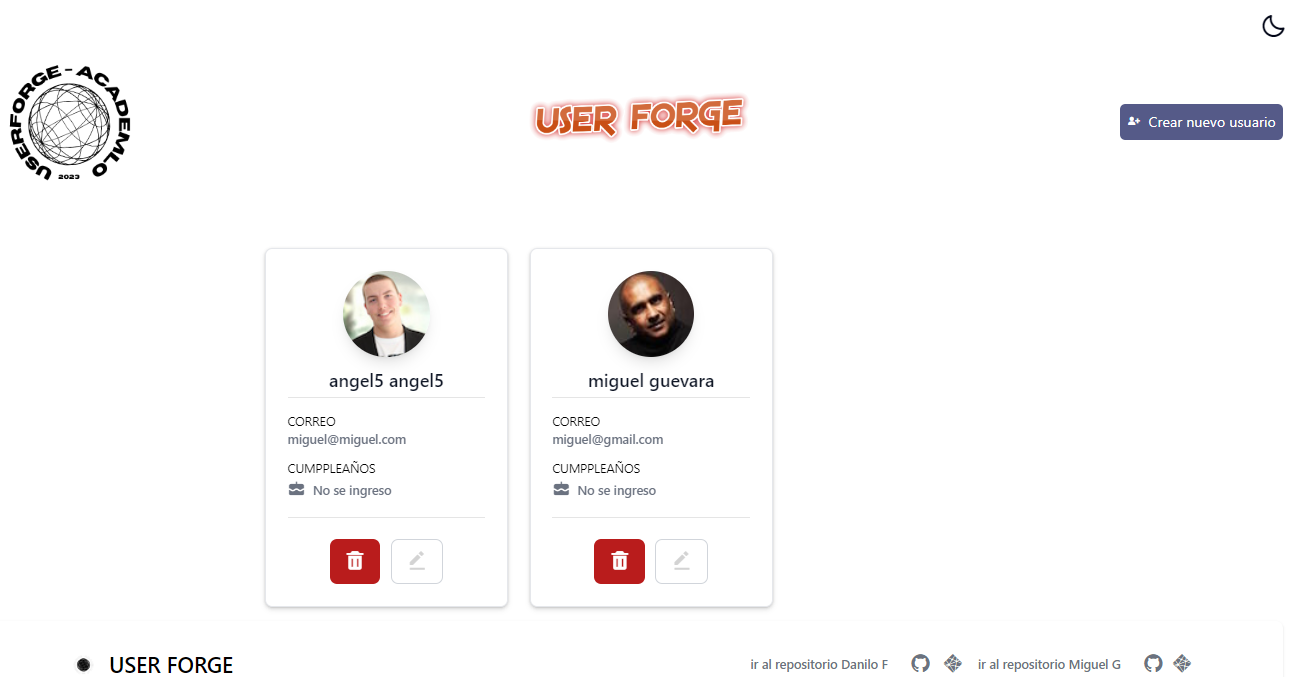 USERFORGE - ACADEMLO
2023
USER FORGE
Crear nuevo usuario
angel5 angel5
CORREO
miguel@miguel.com
CUMPPLEAÑOS
No se ingreso
miguel guevara
CORREO
miguel@gmail.com
CUMPPLEAÑOS
No se ingreso
USER FORGE
ir al repositorio Danilo F
ir al repositorio Miguel G